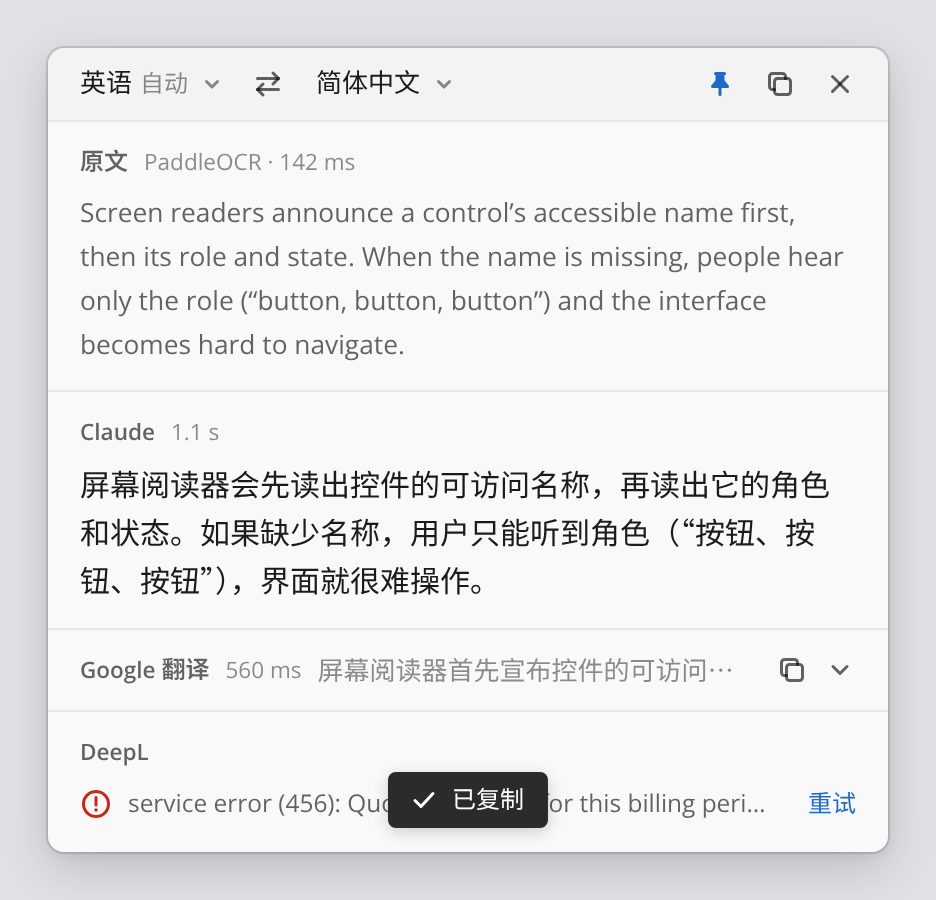 英语 自动 简体中文
原文 PaddleOCR · 142 ms
Screen readers announce a control’s accessible name first,
then its role and state. When the name is missing, people hear
only the role (“button, button, button”) and the interface
becomes hard to navigate.
Claude 1.1 s
屏幕阅读器会先读出控件的可访问名称，再读出它的角色
和状态。如果缺少名称，用户只能听到角色（“按钮、按
钮、按钮”），界面就很难操作。
Google 翻译 560 ms 屏幕阅读器首先宣布控件的可访问…
DeepL
service error (456): 已复制 this billing peri... 重试